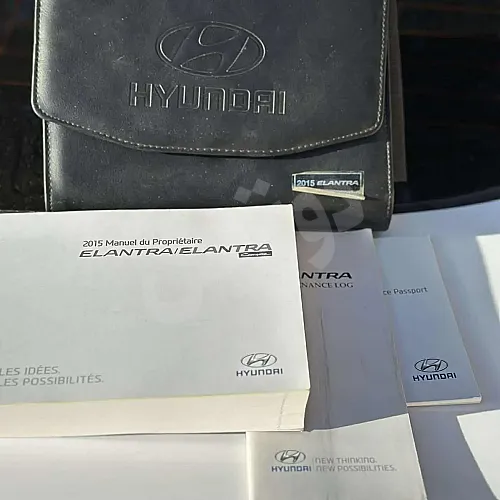 HYUNDAI
2015 ELANTRA
2015 Manuel du Propriétaire
ELANTRA/ELANTRA
Coupe
LES IDÉES.
LES POSSIBILITÉS.
HYUNDAI
NTRA
NANCE LOG
ce Passport
HYUNDAI
HYUNDAI
NEW THINKING.
NEW POSSIBILITIES.